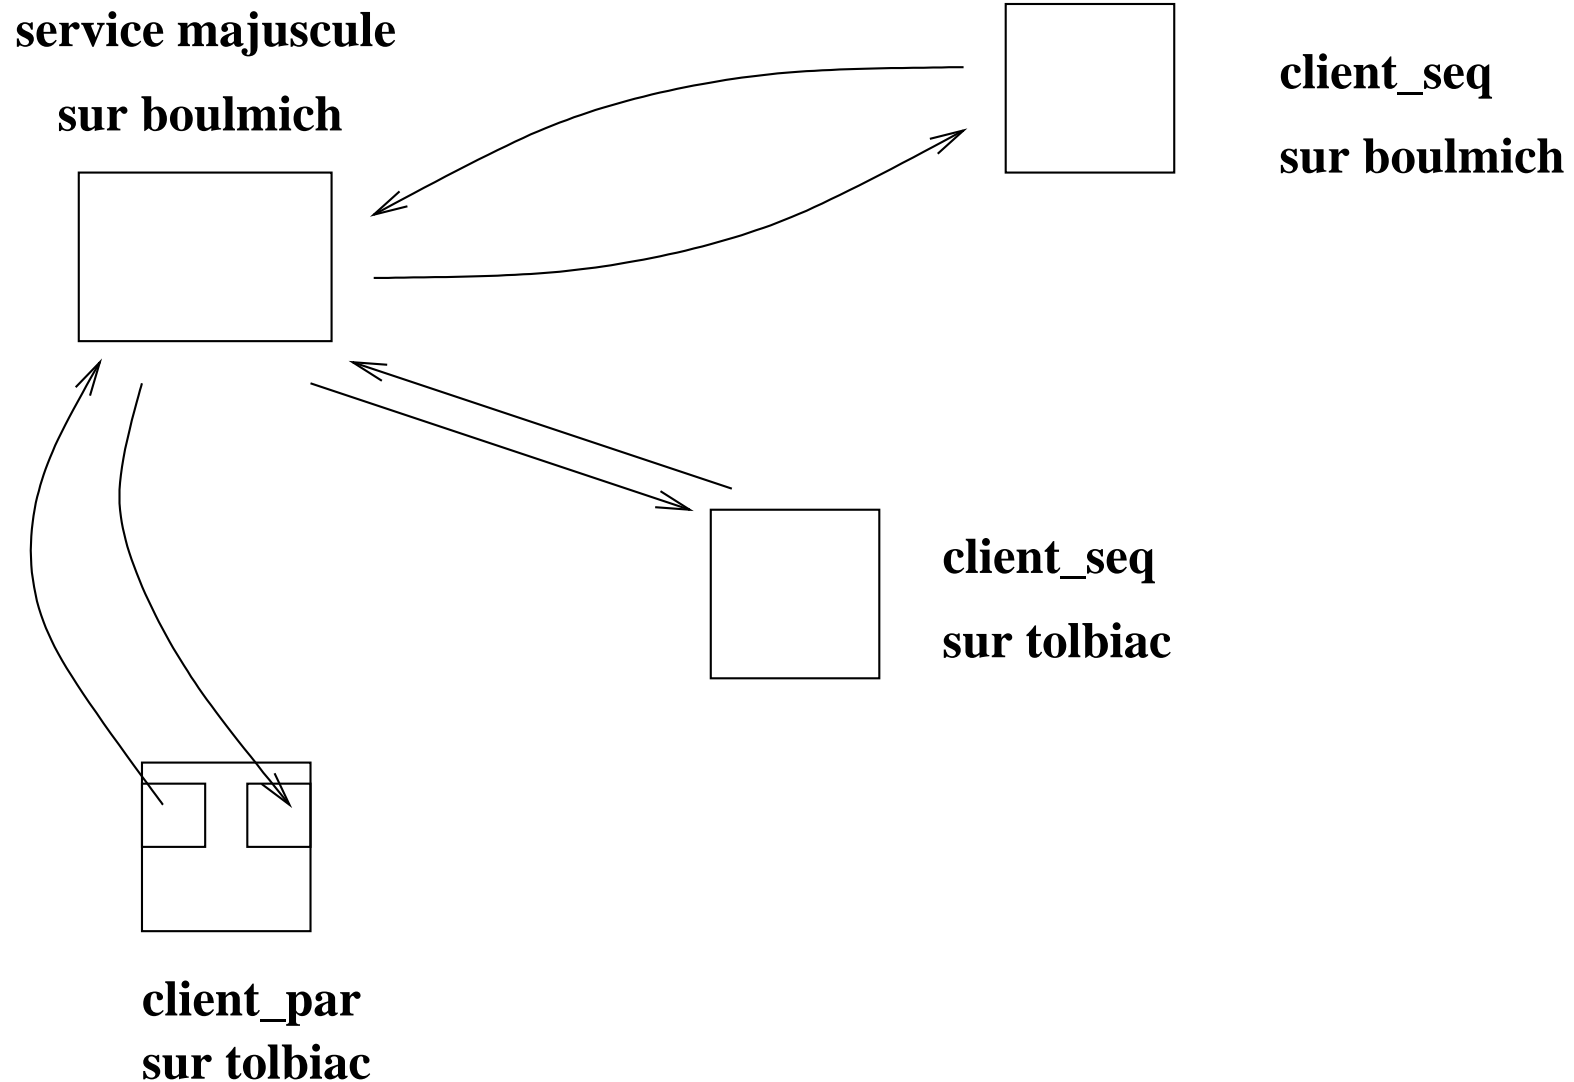 service majuscule
sur boulmich
client_seq
sur boulmich
client_seq
sur tolbiac
client_par
sur tolbiac